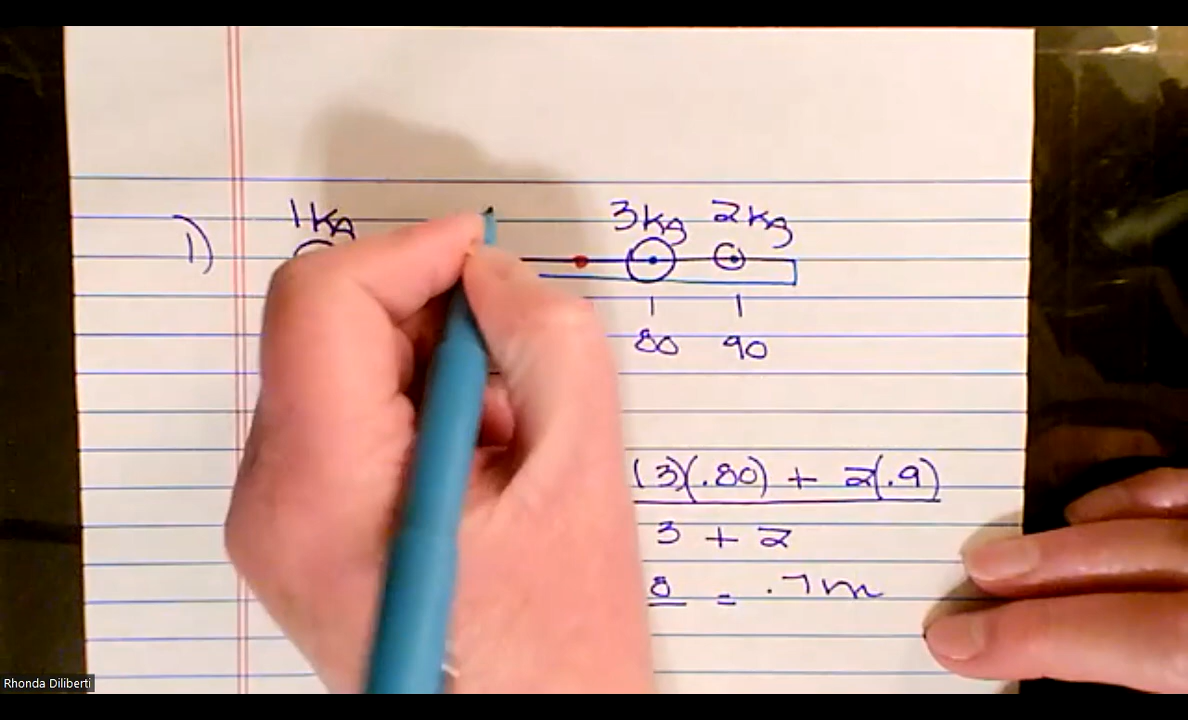 1) 1kg 3kg 2kg
80 90
(3)(.80) + 2(.9)
3 + 2
= .7m
Rhonda Diliberti